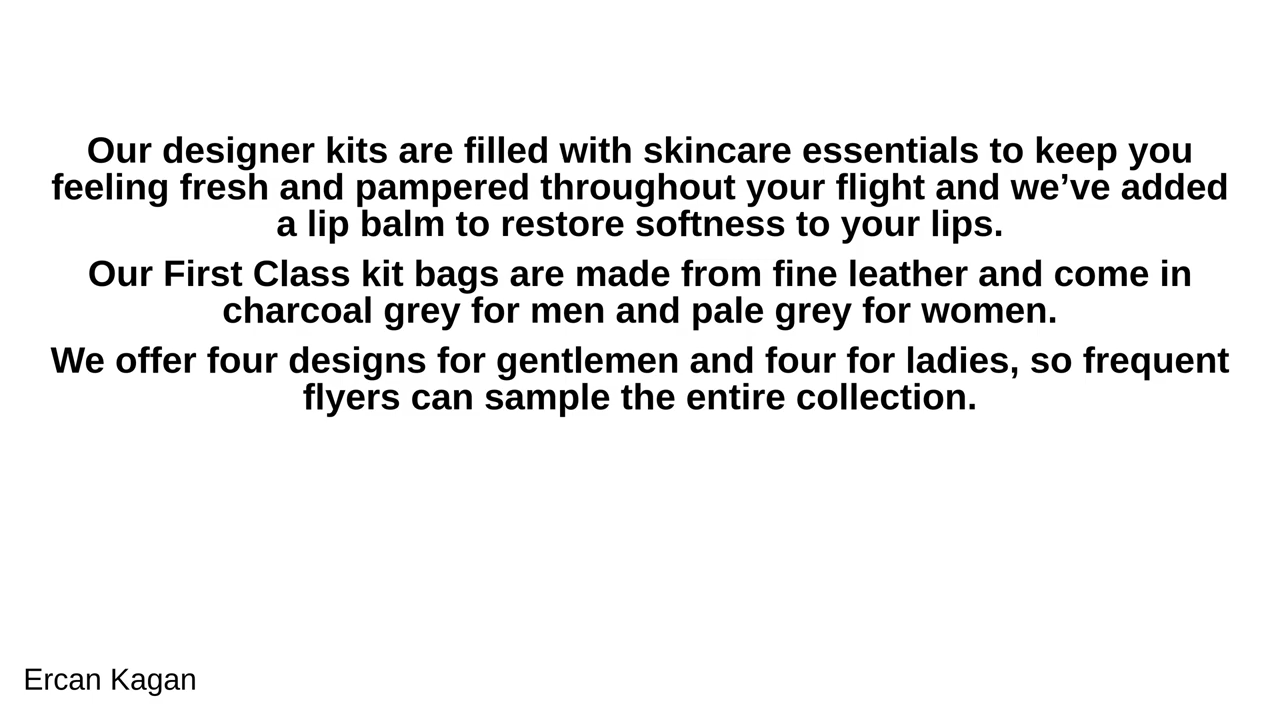 Our designer kits are filled with skincare essentials to keep you
feeling fresh and pampered throughout your flight and we’ve added
a lip balm to restore softness to your lips.
Our First Class kit bags are made from fine leather and come in
charcoal grey for men and pale grey for women.
We offer four designs for gentlemen and four for ladies, so frequent
flyers can sample the entire collection.
Ercan Kagan